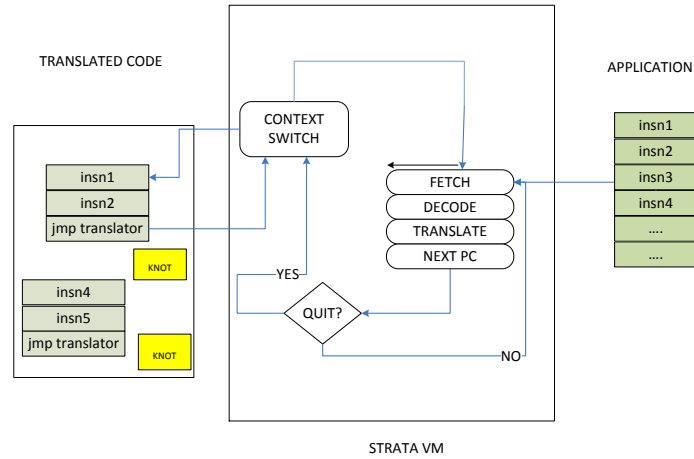 TRANSLATED CODE
insn1
insn2
jmp translator
KNOT
insn4
insn5
jmp translator
KNOT
CONTEXT
SWITCH
FETCH
DECODE
TRANSLATE
NEXT PC
YES
QUIT?
NO
STRATA VM
APPLICATION
insn1
insn2
insn3
insn4
....
....